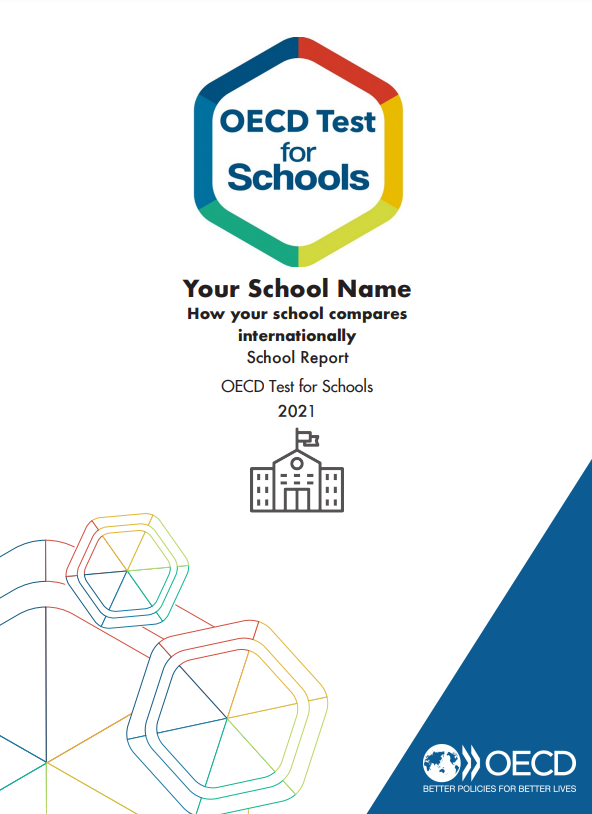 OECD Test
for
Schools
Your School Name
How your school compares
internationally
School Report
OECD Test for Schools
2021
OECD
BETTER POLICIES FOR BETTER LIVES